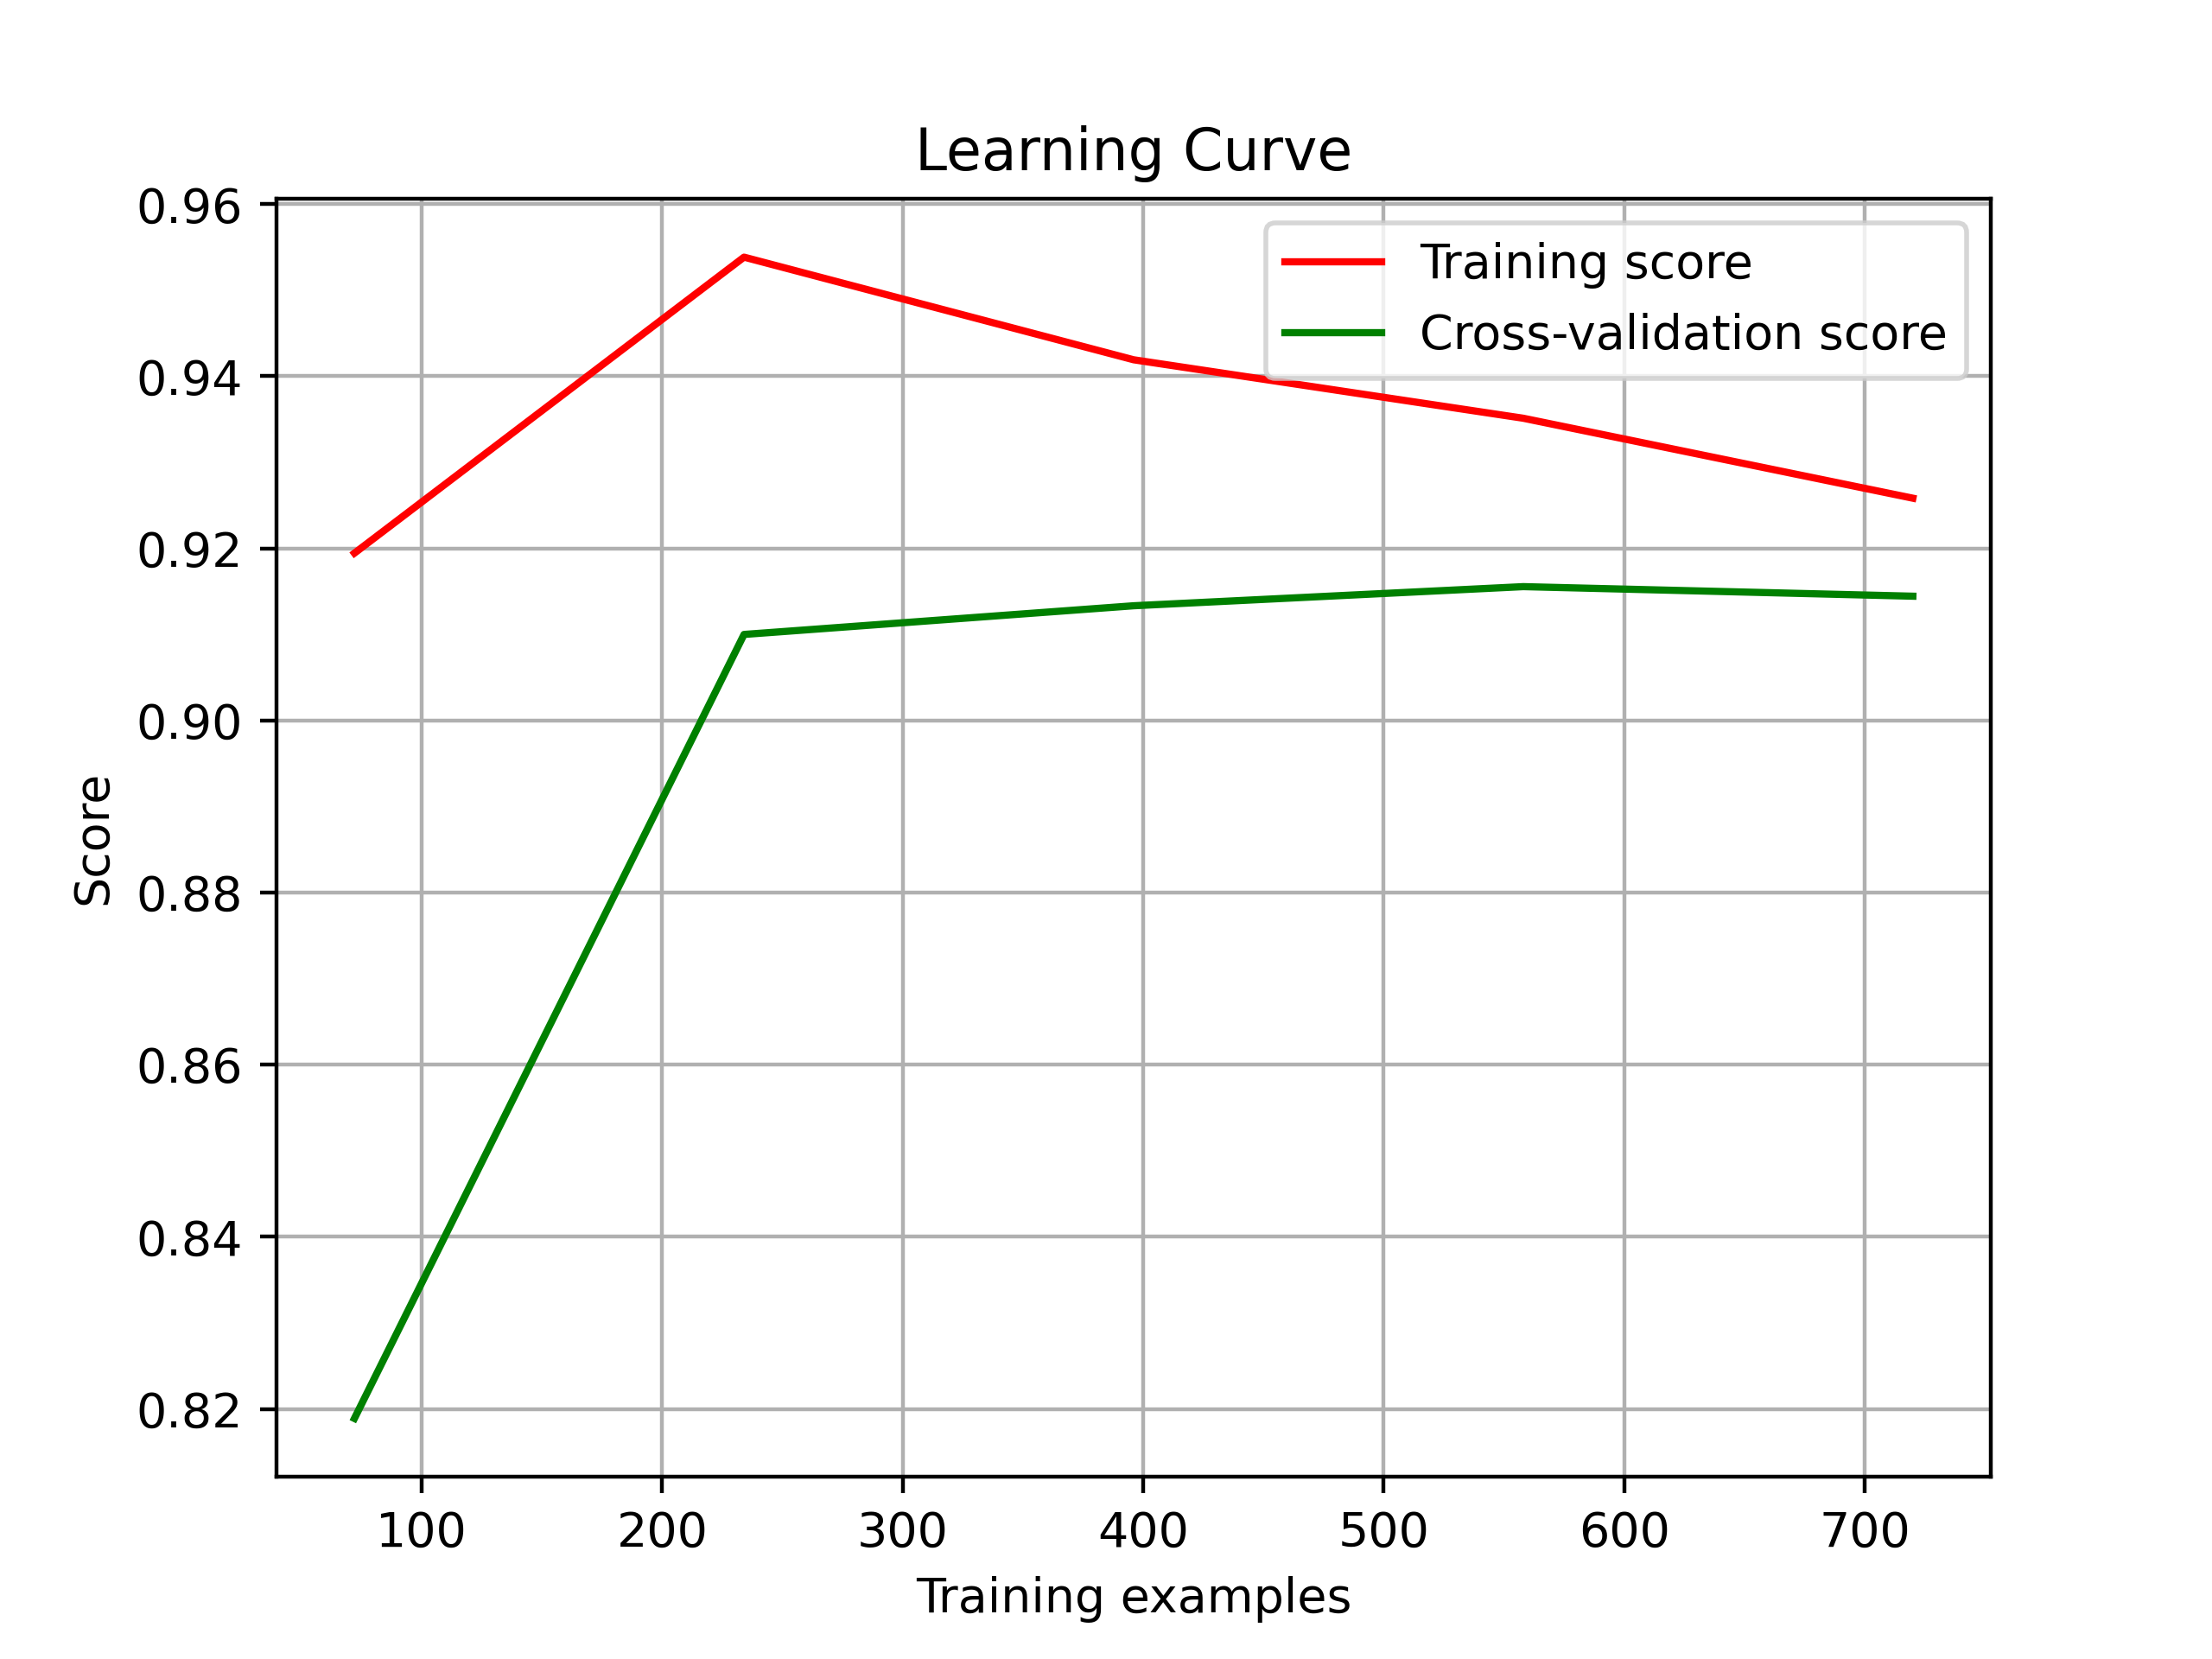 Learning Curve
0.96
0.94
0.92
0.90
0.88
0.86
0.84
0.82
Score
Training score
Cross-validation score
100 200 300 400 500 600 700
Training examples